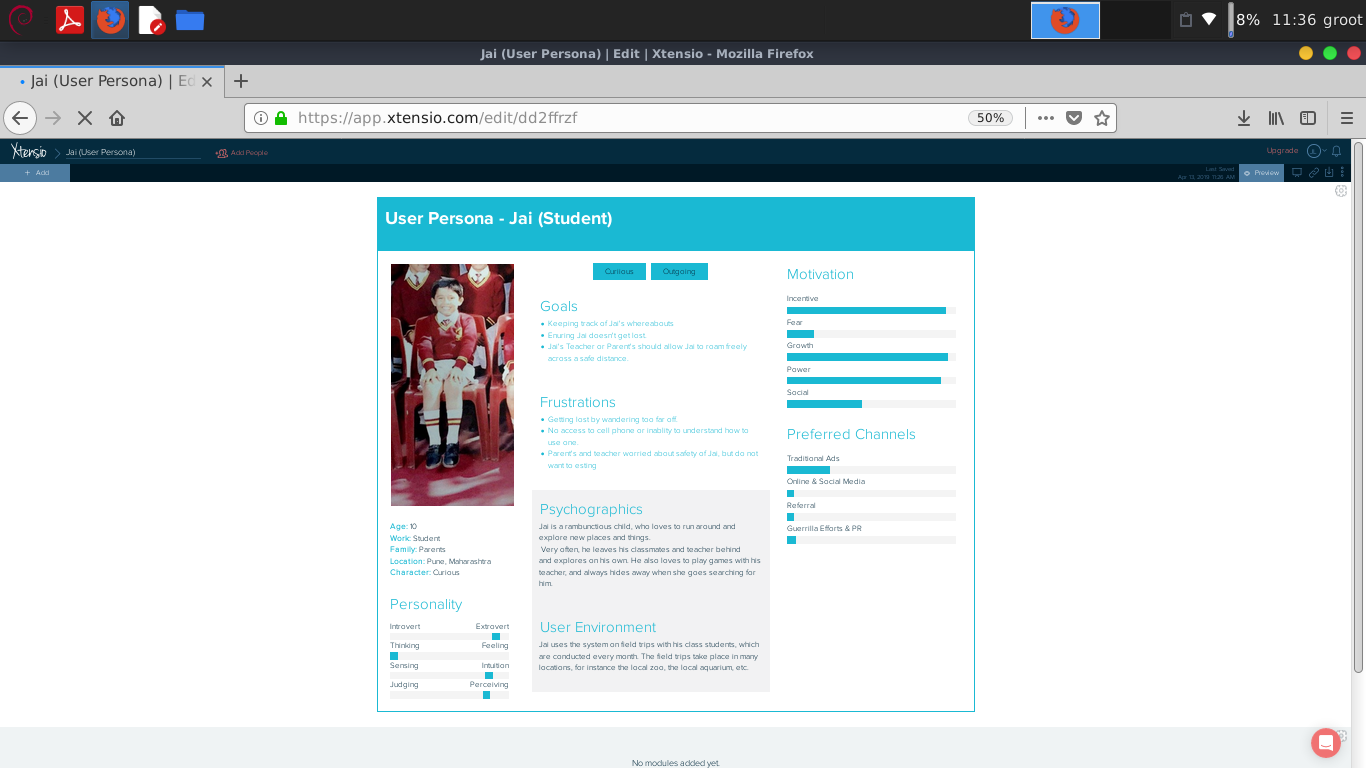 8% 11:36 groot
Jai (User Persona) | Edit | Xtensio - Mozilla Firefox
Jai (User Persona) | Ed
https://app.xtensio.com/edit/dd2ffrzf 50%
Xtensio Jai (User Persona) Add People Upgrade
+ Add Last Saved Preview
Apr 13, 2019 11:26 AM
User Persona - Jai (Student)
Curious Outgoing
Goals
Keeping track of Jai's whereabouts
Enuring Jai doesn't get lost.
Jai's Teacher or Parent's should allow Jai to roam freely
across a safe distance.
Frustrations
Getting lost by wandering too far off.
No access to cell phone or inablity to understand how to
use one.
Parent's and teacher worried about safety of Jai, but do not
want to esting
Age: 10
Work: Student
Family: Parents
Location: Pune, Maharashtra
Character: Curious
Personality
Introvert Extrovert
Thinking Feeling
Sensing Intuition
Judging Perceiving
Psychographics
Jai is a rambunctious child, who loves to run around and
explore new places and things.
Very often, he leaves his classmates and teacher behind
and explores on his own. He also loves to play games with his
teacher, and always hides away when she goes searching for
him.
User Environment
Jai uses the system on field trips with his class students, which
are conducted every month. The field trips take place in many
locations, for instance the local zoo, the local aquarium, etc.
Motivation
Incentive
Fear
Growth
Power
Social
Preferred Channels
Traditional Ads
Online & Social Media
Referral
Guerrilla Efforts & PR
No modules added yet.